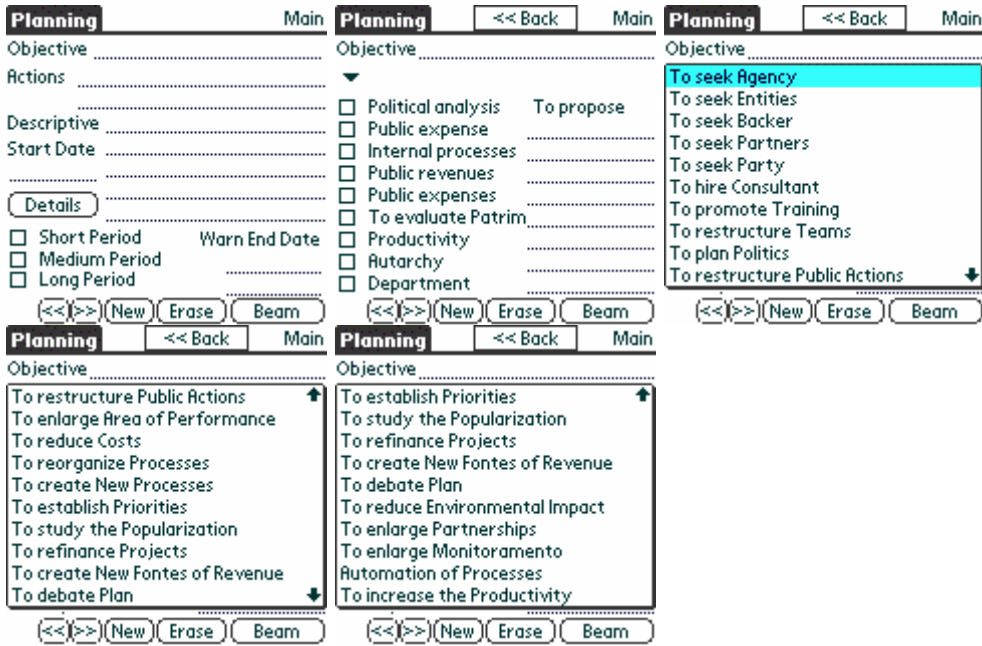 Planning Main
Objective
Actions
Descriptive
Start Date
Details
Short Period Warn End Date
Medium Period
Long Period
<< >> New Erase Beam
Planning << Back Main
Objective
Political analysis To propose
Public expense
Internal processes
Public revenues
Public expenses
To evaluate Patrim
Productivity
Autarchy
Department
<< >> New Erase Beam
Planning << Back Main
Objective
To seek Agency
To seek Entities
To seek Backer
To seek Partners
To seek Party
To hire Consultant
To promote Training
To restructure Teams
To plan Politics
To restructure Public Actions
<< >> New Erase Beam
Planning << Back Main
Objective
To restructure Public Actions
To enlarge Area of Performance
To reduce Costs
To reorganize Processes
To create New Processes
To establish Priorities
To study the Popularization
To refinance Projects
To create New Fontes of Revenue
To debate Plan
<< >> New Erase Beam
Planning << Back Main
Objective
To establish Priorities
To study the Popularization
To refinance Projects
To create New Fontes of Revenue
To debate Plan
To reduce Environmental Impact
To enlarge Partnerships
To enlarge Monitoramento
Automation of Processes
To increase the Productivity
<< >> New Erase Beam